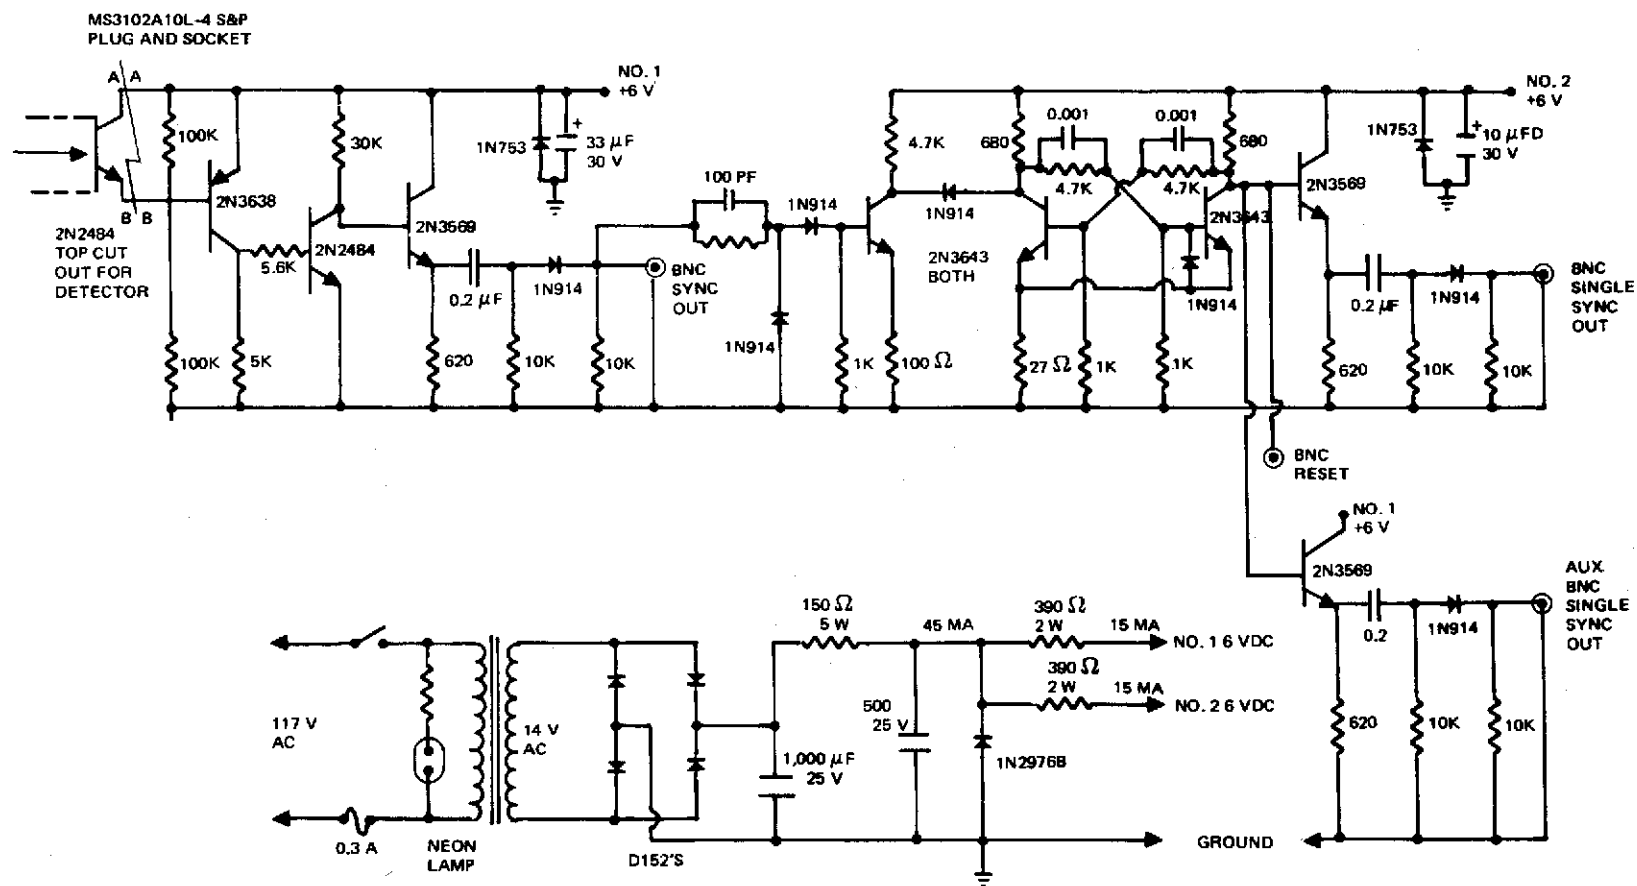 MS3102A10L-4 S&P
PLUG AND SOCKET
A A
B B
2N2484
TOP CUT
OUT FOR
DETECTOR
100K
100K
2N3638
5K
5.6K
30K
2N2484
2N3569
620
0.2 µF
10K
1N914
10K
1N753
+
33 µF
30 V
NO. 1
+6 V
BNC
SYNC
OUT
100 PF
1N914
1N914
1K
4.7K
100 Ω
1N914
680
0.001
4.7K
2N3643
BOTH
27 Ω
1K
0.001
4.7K
680
2N3643
1N914
1K
2N3569
620
0.2 µF
10K
1N914
10K
1N753
+
10 µFD
30 V
NO. 2
+6 V
BNC
SINGLE
SYNC
OUT
BNC
RESET
NO. 1
+6 V
2N3569
0.2
1N914
620
10K
10K
AUX
BNC
SINGLE
SYNC
OUT
117 V
AC
0.3 A
NEON
LAMP
14 V
AC
D152'S
1,000 µF
25 V
150 Ω
5 W
45 MA
500
25 V
1N2976B
390 Ω
2 W
15 MA
NO. 1 6 VDC
390 Ω
2 W
15 MA
NO. 2 6 VDC
GROUND